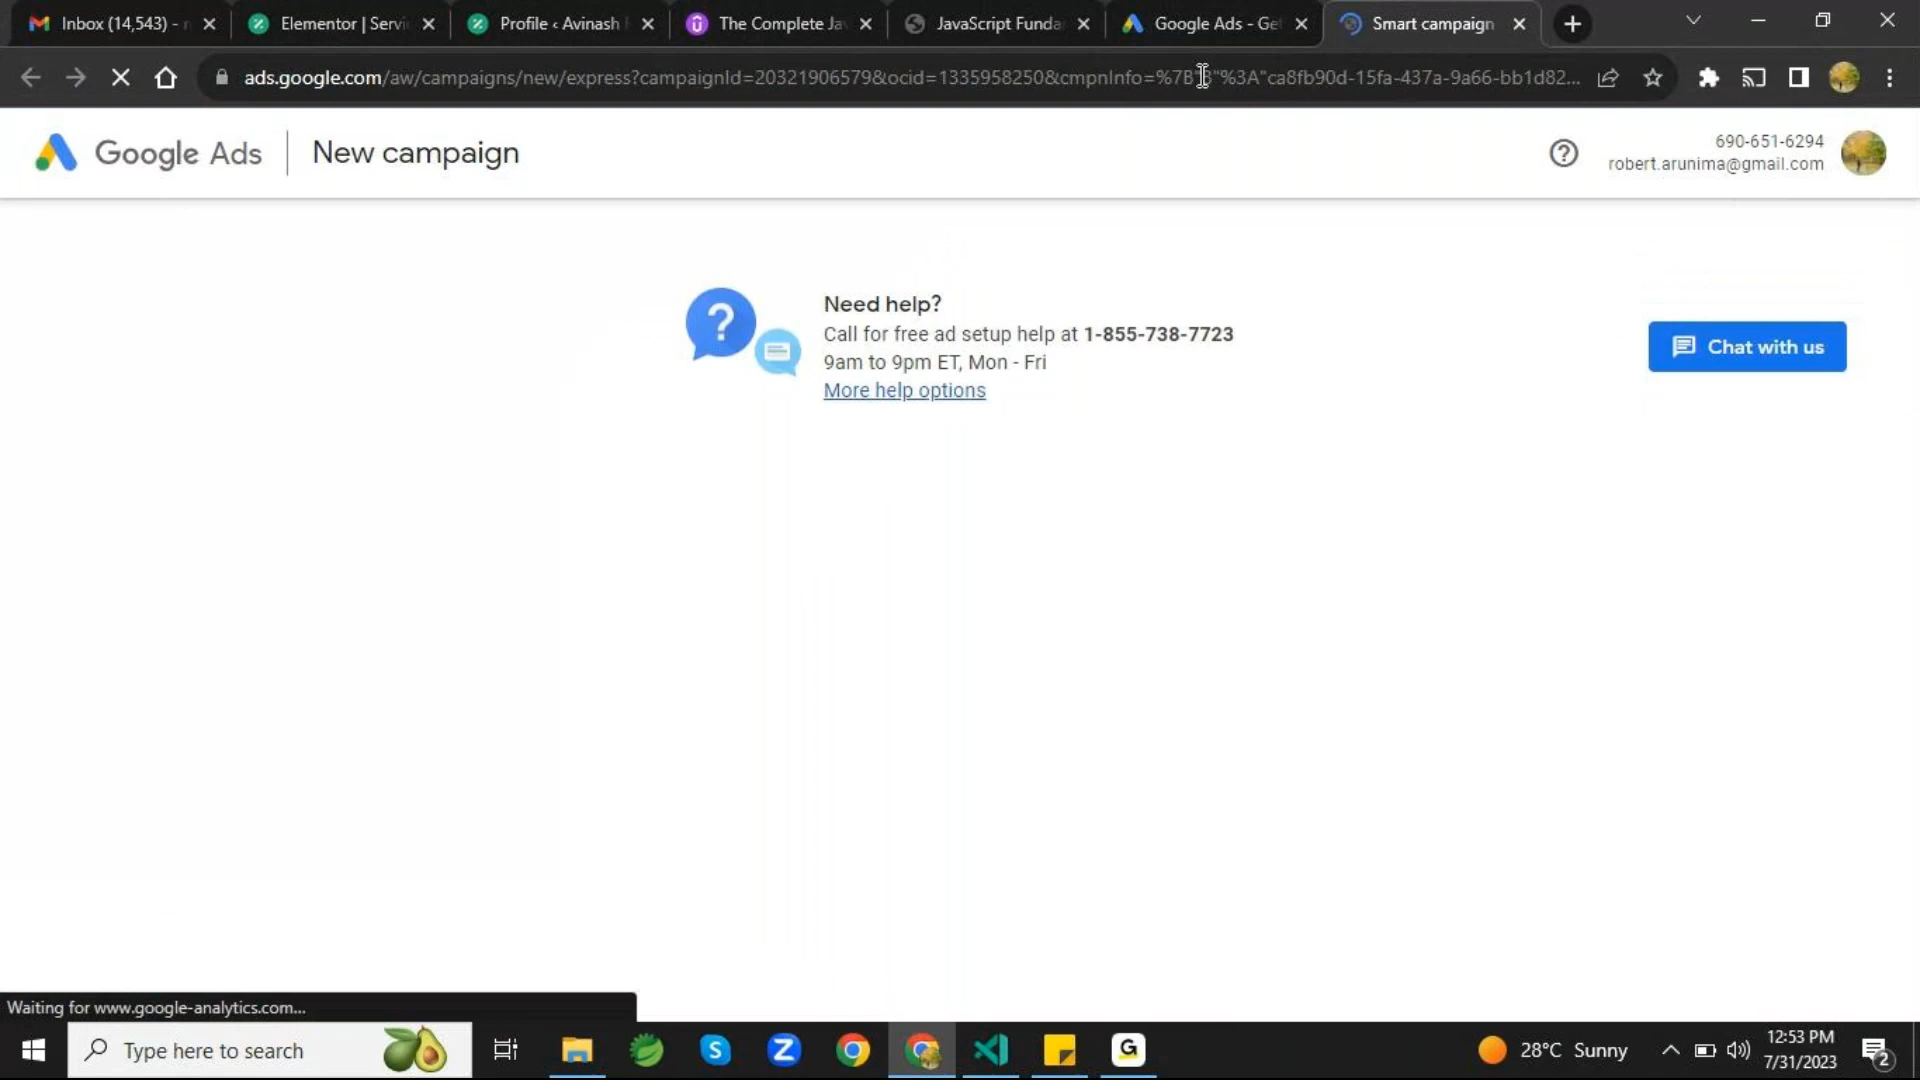 Inbox (14,543) -
Elementor | Servi
Profile ‹ Avinash
The Complete Ja
JavaScript Funda
Google Ads - Get
Smart campaign
ads.google.com/aw/campaigns/new/express?campaignId=20321906579&ocid=1335958250&cmpnInfo=%7B"8"%3A"ca8fb90d-15fa-437a-9a66-bb1d82...
Google Ads
New campaign
690-651-6294
robert.arunima@gmail.com
Need help?
Call for free ad setup help at 1-855-738-7723
9am to 9pm ET, Mon - Fri
More help options
Chat with us
Waiting for www.google-analytics.com...
Type here to search
28°C Sunny
12:53 PM
7/31/2023
2